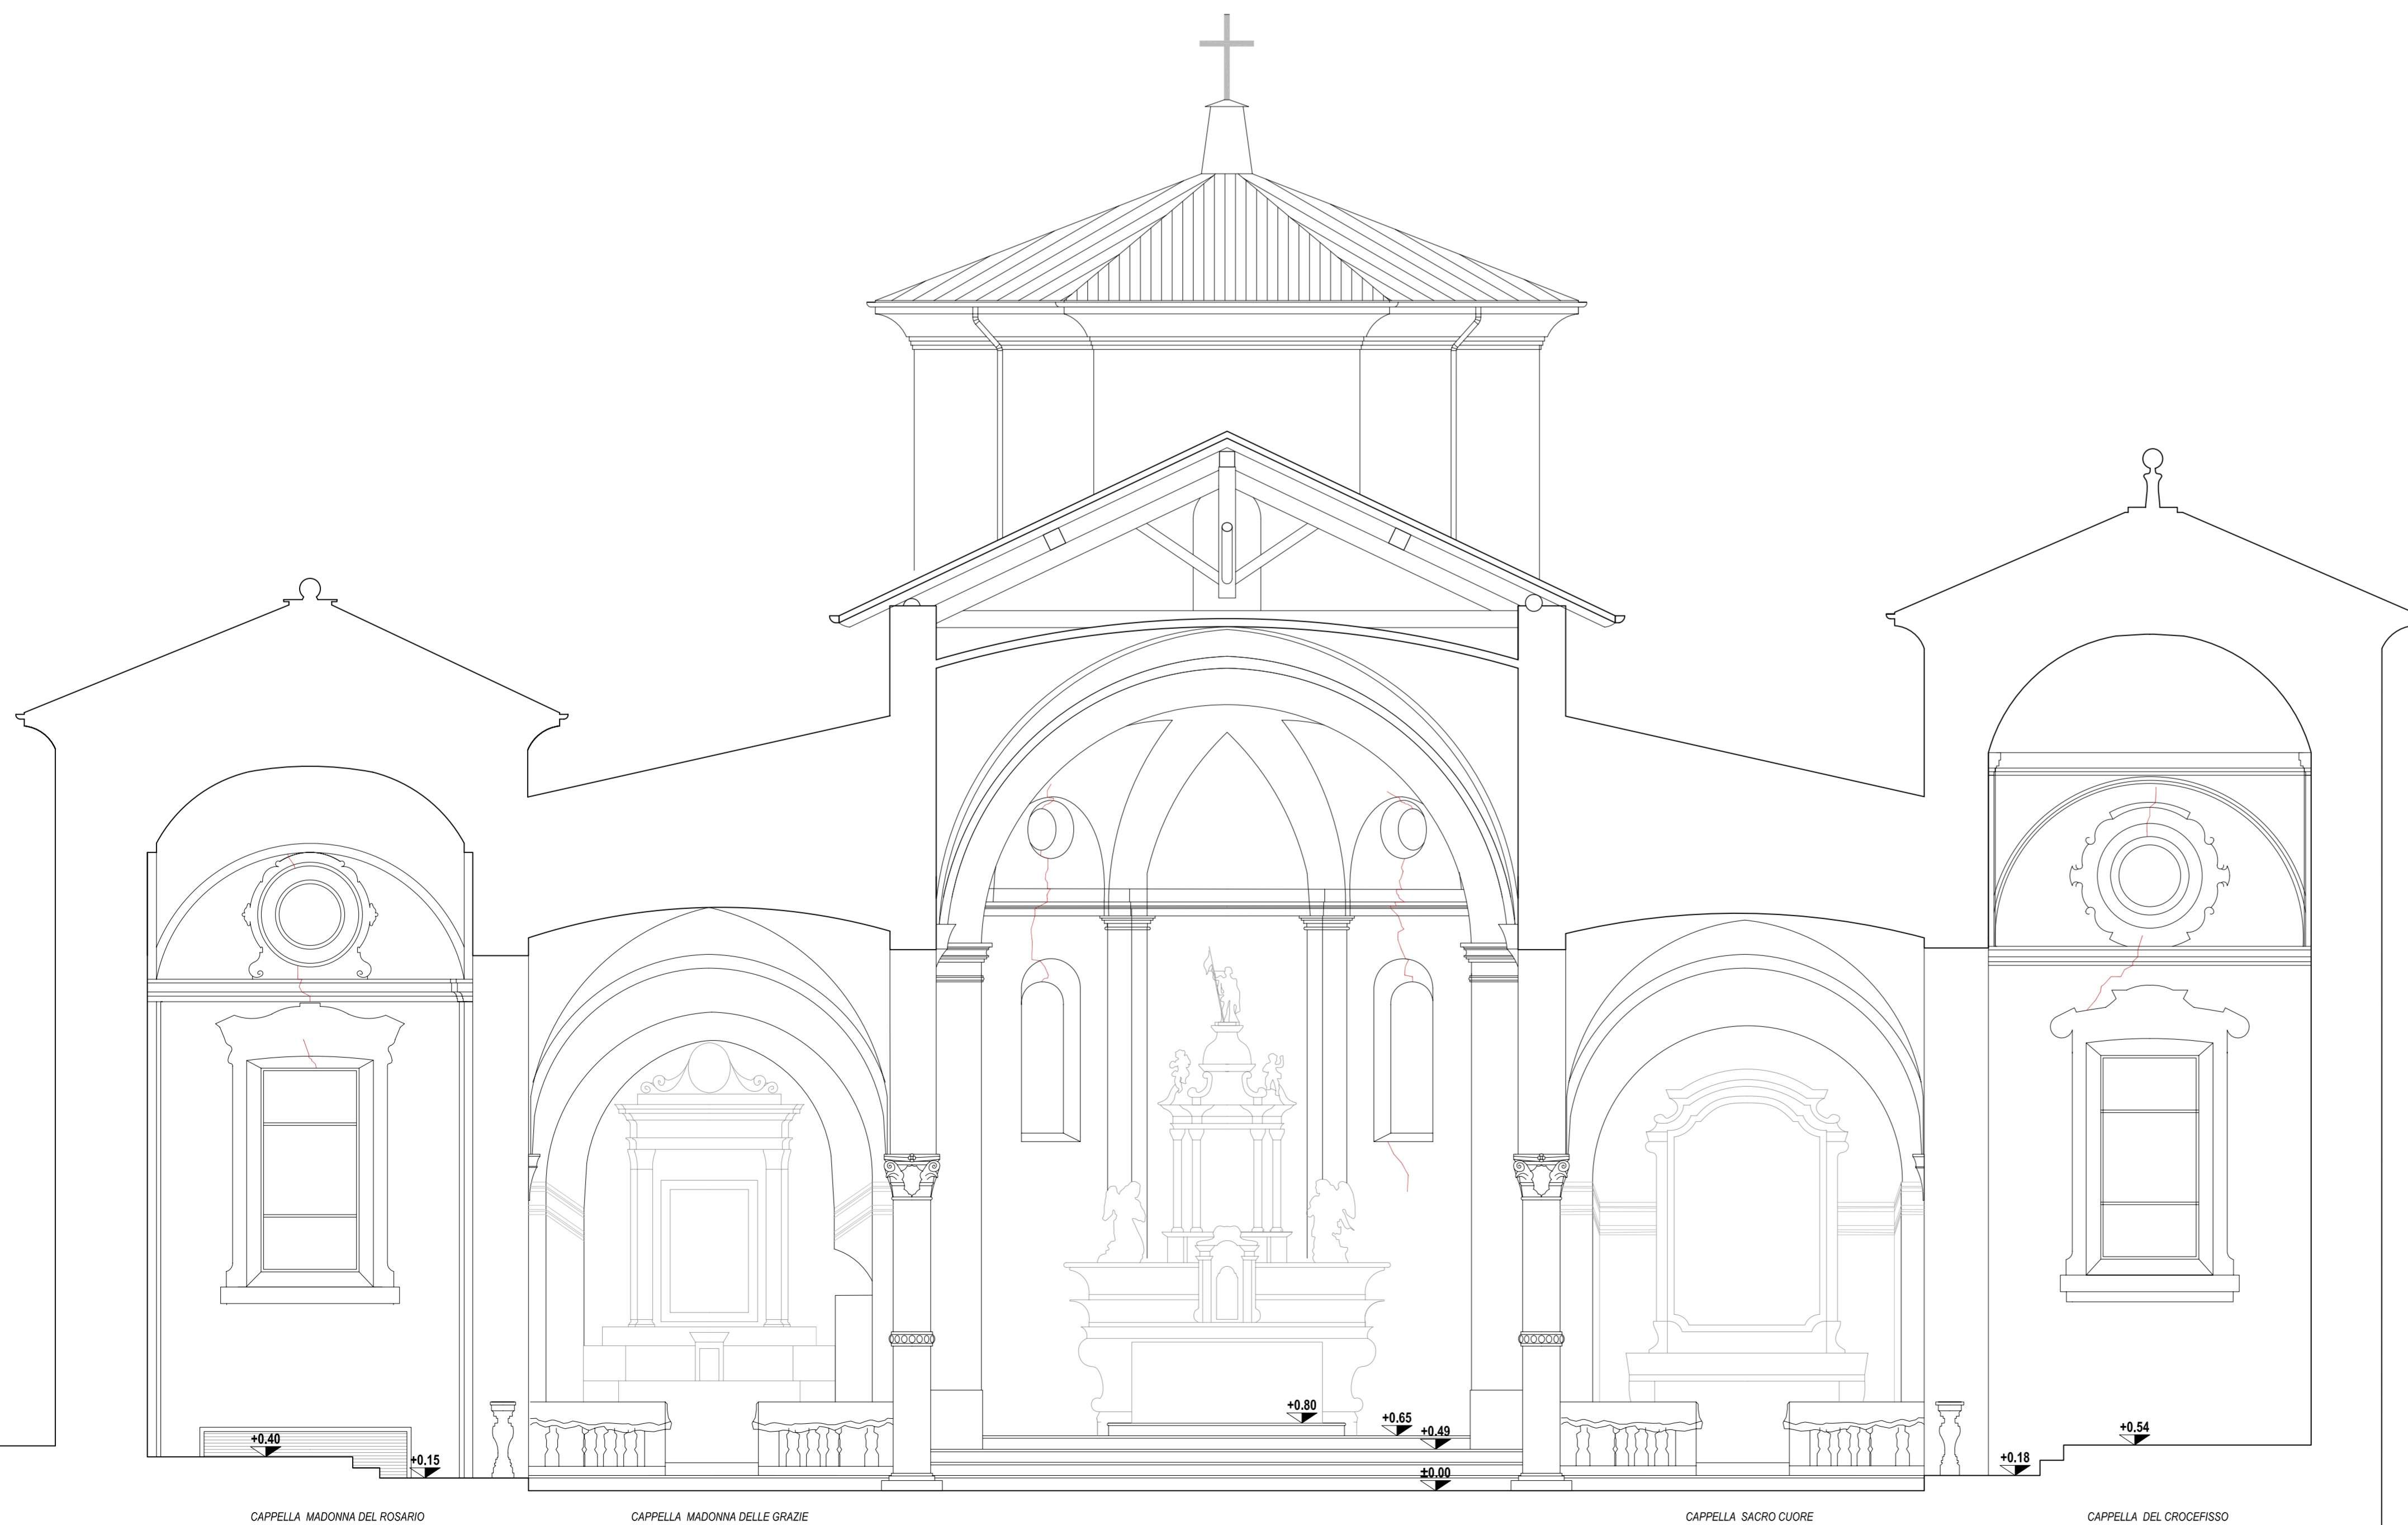 +0.80
+0.65
+0.49
+0.54
+0.40
+0.15
±0.00
+0.18
CAPPELLA MADONNA DEL ROSARIO
CAPPELLA MADONNA DELLE GRAZIE
CAPPELLA SACRO CUORE
CAPPELLA DEL CROCEFISSO